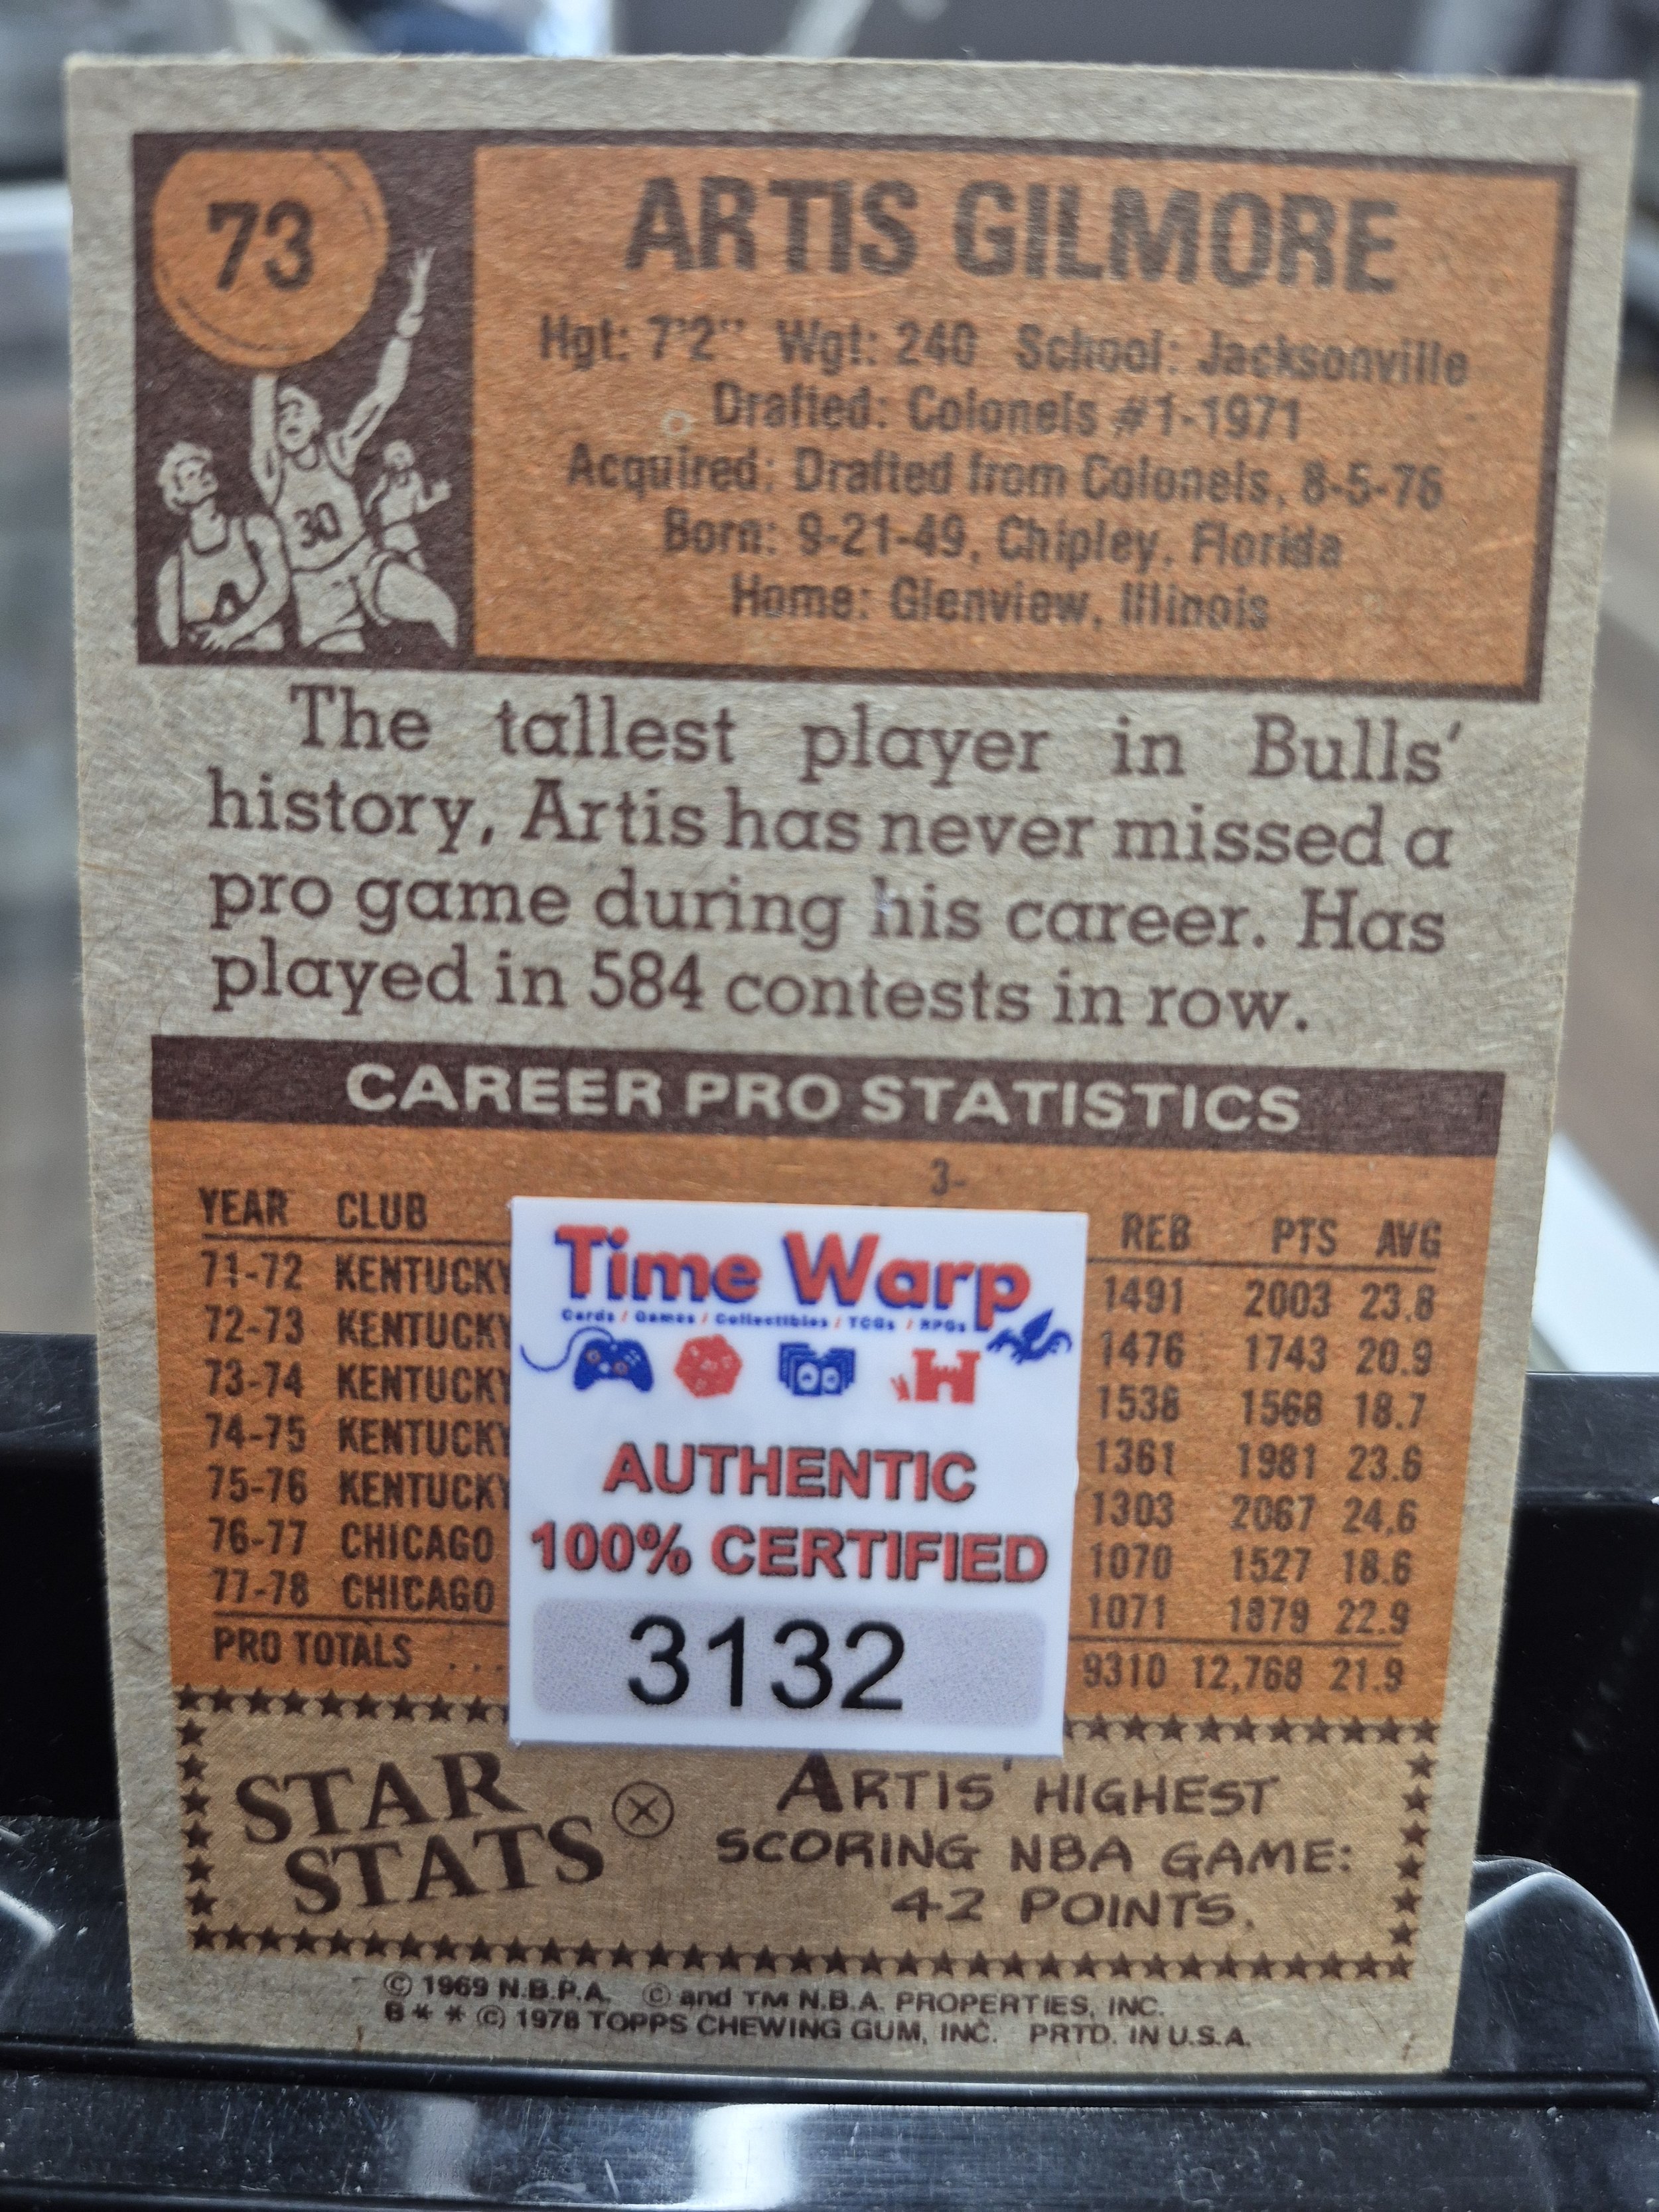 73
ARTIS GILMORE
Hgt: 7'2" Wgt: 240 School: Jacksonville
Drafted: Colonels #1-1971
Acquired: Drafted from Colonels, 8-5-76
Born: 9-21-49, Chipley, Florida
Home: Glenview, Illinois
30
The tallest player in Bulls'
history, Artis has never missed a
pro game during his career. Has
played in 584 contests in row.
CAREER PRO STATISTICS
3-
YEAR CLUB REB PTS AVG
71-72 KENTUCKY 1491 2003 23.8
72-73 KENTUCKY 1476 1743 20.9
73-74 KENTUCKY 1538 1568 18.7
74-75 KENTUCKY 1361 1981 23.6
75-76 KENTUCKY 1303 2067 24.6
76-77 CHICAGO 1070 1527 18.6
77-78 CHICAGO 1071 1879 22.9
PRO TOTALS ... 9310 12,768 21.9
Time Warp
Cards / Games / Collectibles / TCGs / RPGs
AUTHENTIC
100% CERTIFIED
3132
STAR
STATS
ARTIS' HIGHEST
SCORING NBA GAME:
42 POINTS.
© 1969 N.B.P.A. © and TM N.B.A. PROPERTIES, INC.
B * * © 1978 TOPPS CHEWING GUM, INC. PRTD. IN U.S.A.